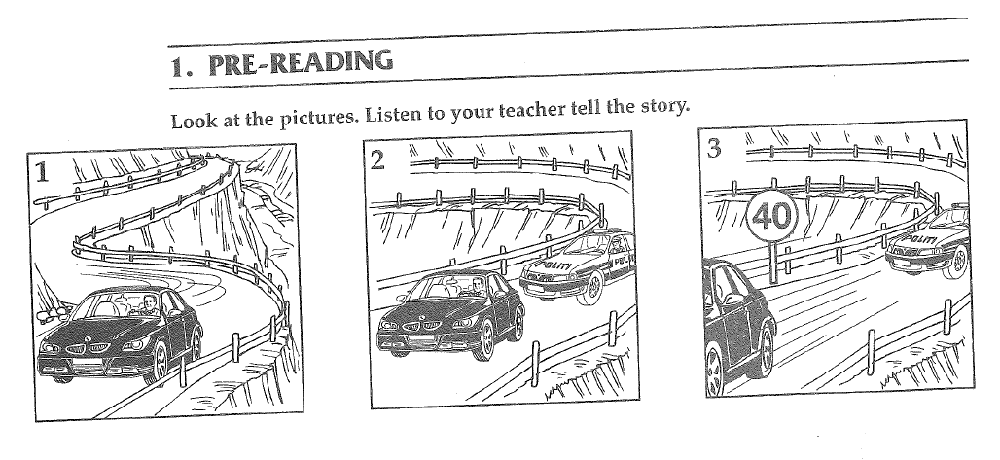 1. PRE-READING
Look at the pictures. Listen to your teacher tell the story.
1
2
3
POLITI
POLITI
40
POLITI